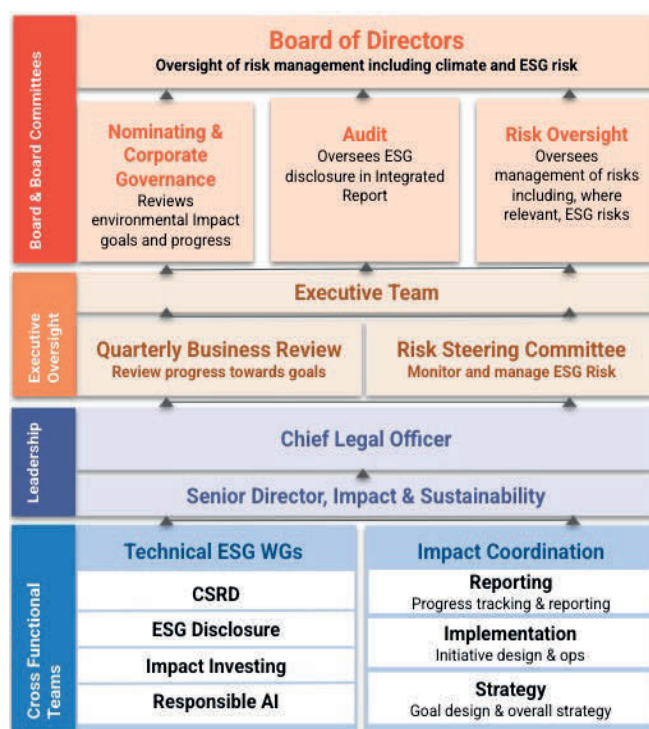 Board & Board Committees
Board of Directors
Oversight of risk management including climate and ESG risk
Nominating &
Corporate
Governance
Reviews
environmental Impact
goals and progress
Audit
Oversees ESG
disclosure in Integrated
Report
Risk Oversight
Oversees
management of risks
including, where
relevant, ESG risks
Executive
Oversight
Executive Team
Quarterly Business Review
Review progress towards goals
Risk Steering Committee
Monitor and manage ESG Risk
Leadership
Chief Legal Officer
Senior Director, Impact & Sustainability
Cross Functional
Teams
Technical ESG WGs
CSRD
ESG Disclosure
Impact Investing
Responsible AI
Impact Coordination
Reporting
Progress tracking & reporting
Implementation
Initiative design & ops
Strategy
Goal design & overall strategy